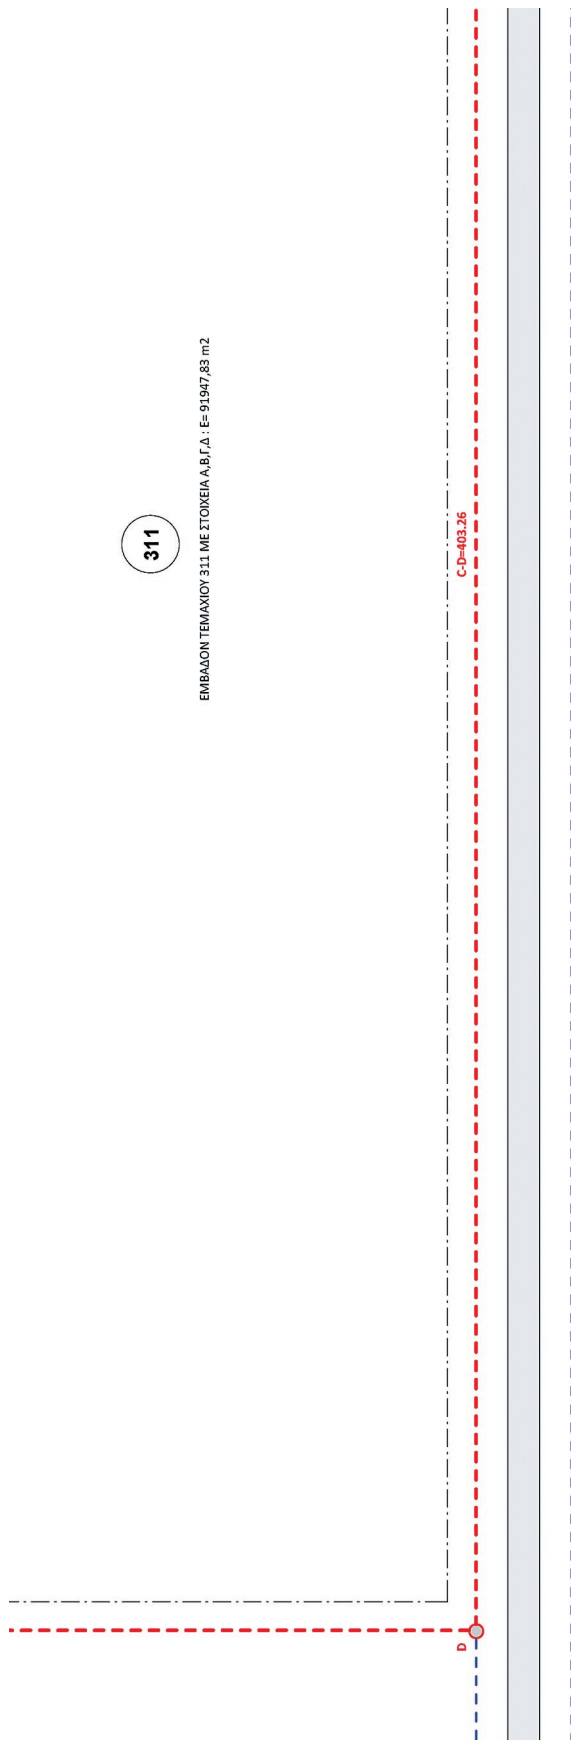 311
ΕΜΒΑΔΟΝ ΤΕΜΑΧΙΟΥ 311 ΜΕ ΣΤΟΙΧΕΙΑ Α,Β,Γ,Δ : Ε= 91947,83 m2
C-D=403.26
D